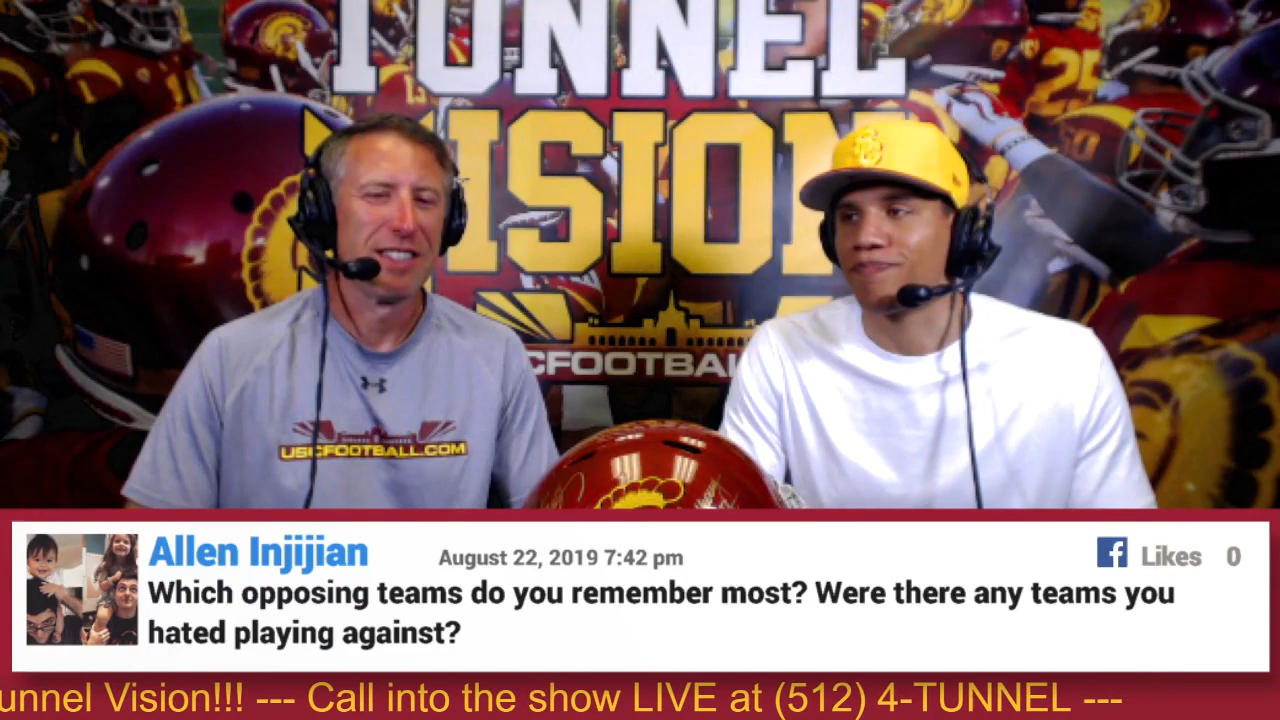 TUNNEL
VISION
CFOOTBAL
USCFOOTBALL.COM
25
Allen Injijian
August 22, 2019 7:42 pm
Likes 0
Which opposing teams do you remember most? Were there any teams you
hated playing against?
unnel Vision!!! --- Call into the show LIVE at (512) 4-TUNNEL ---